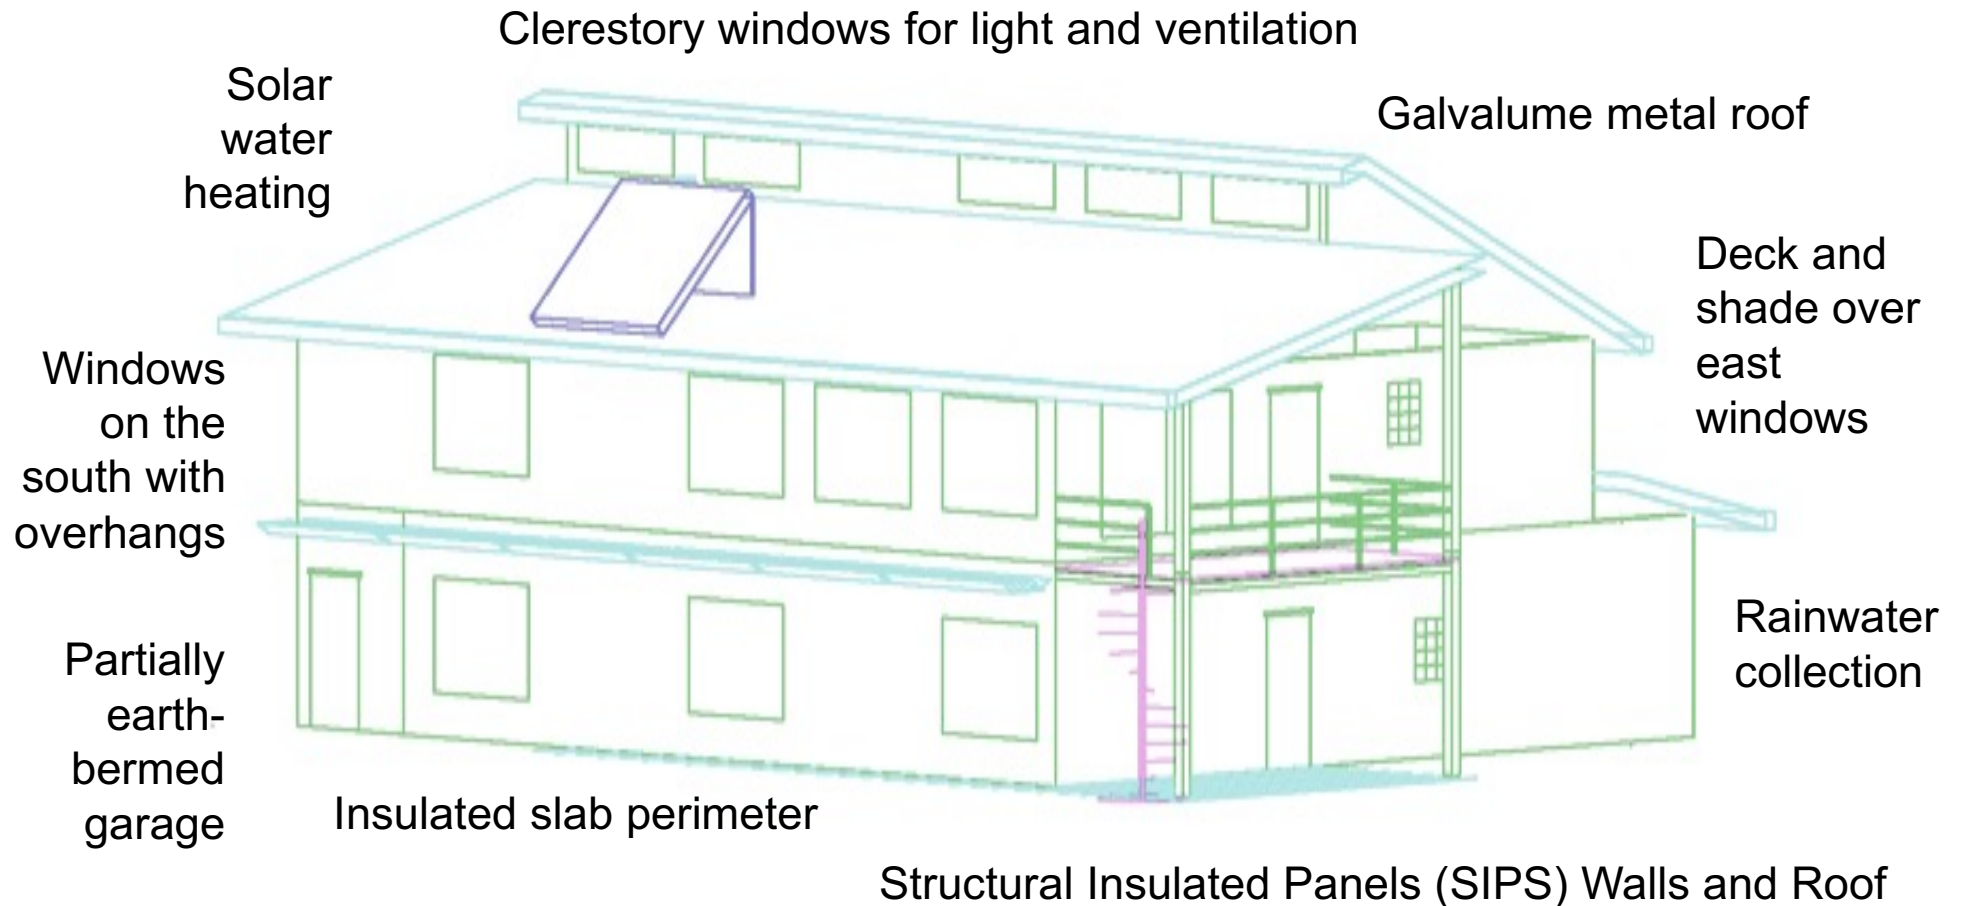 Clerestory windows for light and ventilation
Solar
water
heating
Galvalume metal roof
Deck and
shade over
east
windows
Windows
on the
south with
overhangs
Rainwater
collection
Partially
earth-
bermed
garage
Insulated slab perimeter
Structural Insulated Panels (SIPS) Walls and Roof